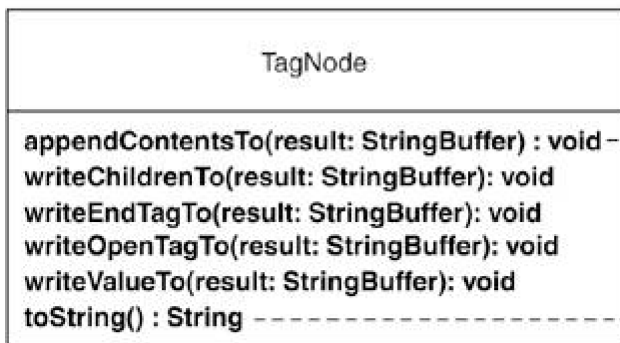 TagNode
appendContentsTo(result: StringBuffer) : void
writeChildrenTo(result: StringBuffer): void
writeEndTagTo(result: StringBuffer): void
writeOpenTagTo(result: StringBuffer): void
writeValueTo(result: StringBuffer): void
toString() : String